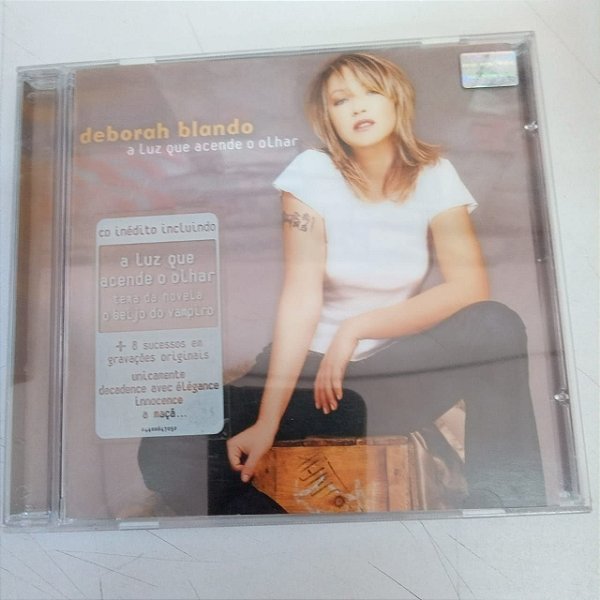 deborah blando
a luz que acende o olhar
CD inédito incluindo
a luz que
acende o olhar
tema da novela
o beijo do vampiro
+ 8 sucessos em
gravações originais
unicamente
decadence avec élégance
innocence
a maçã...